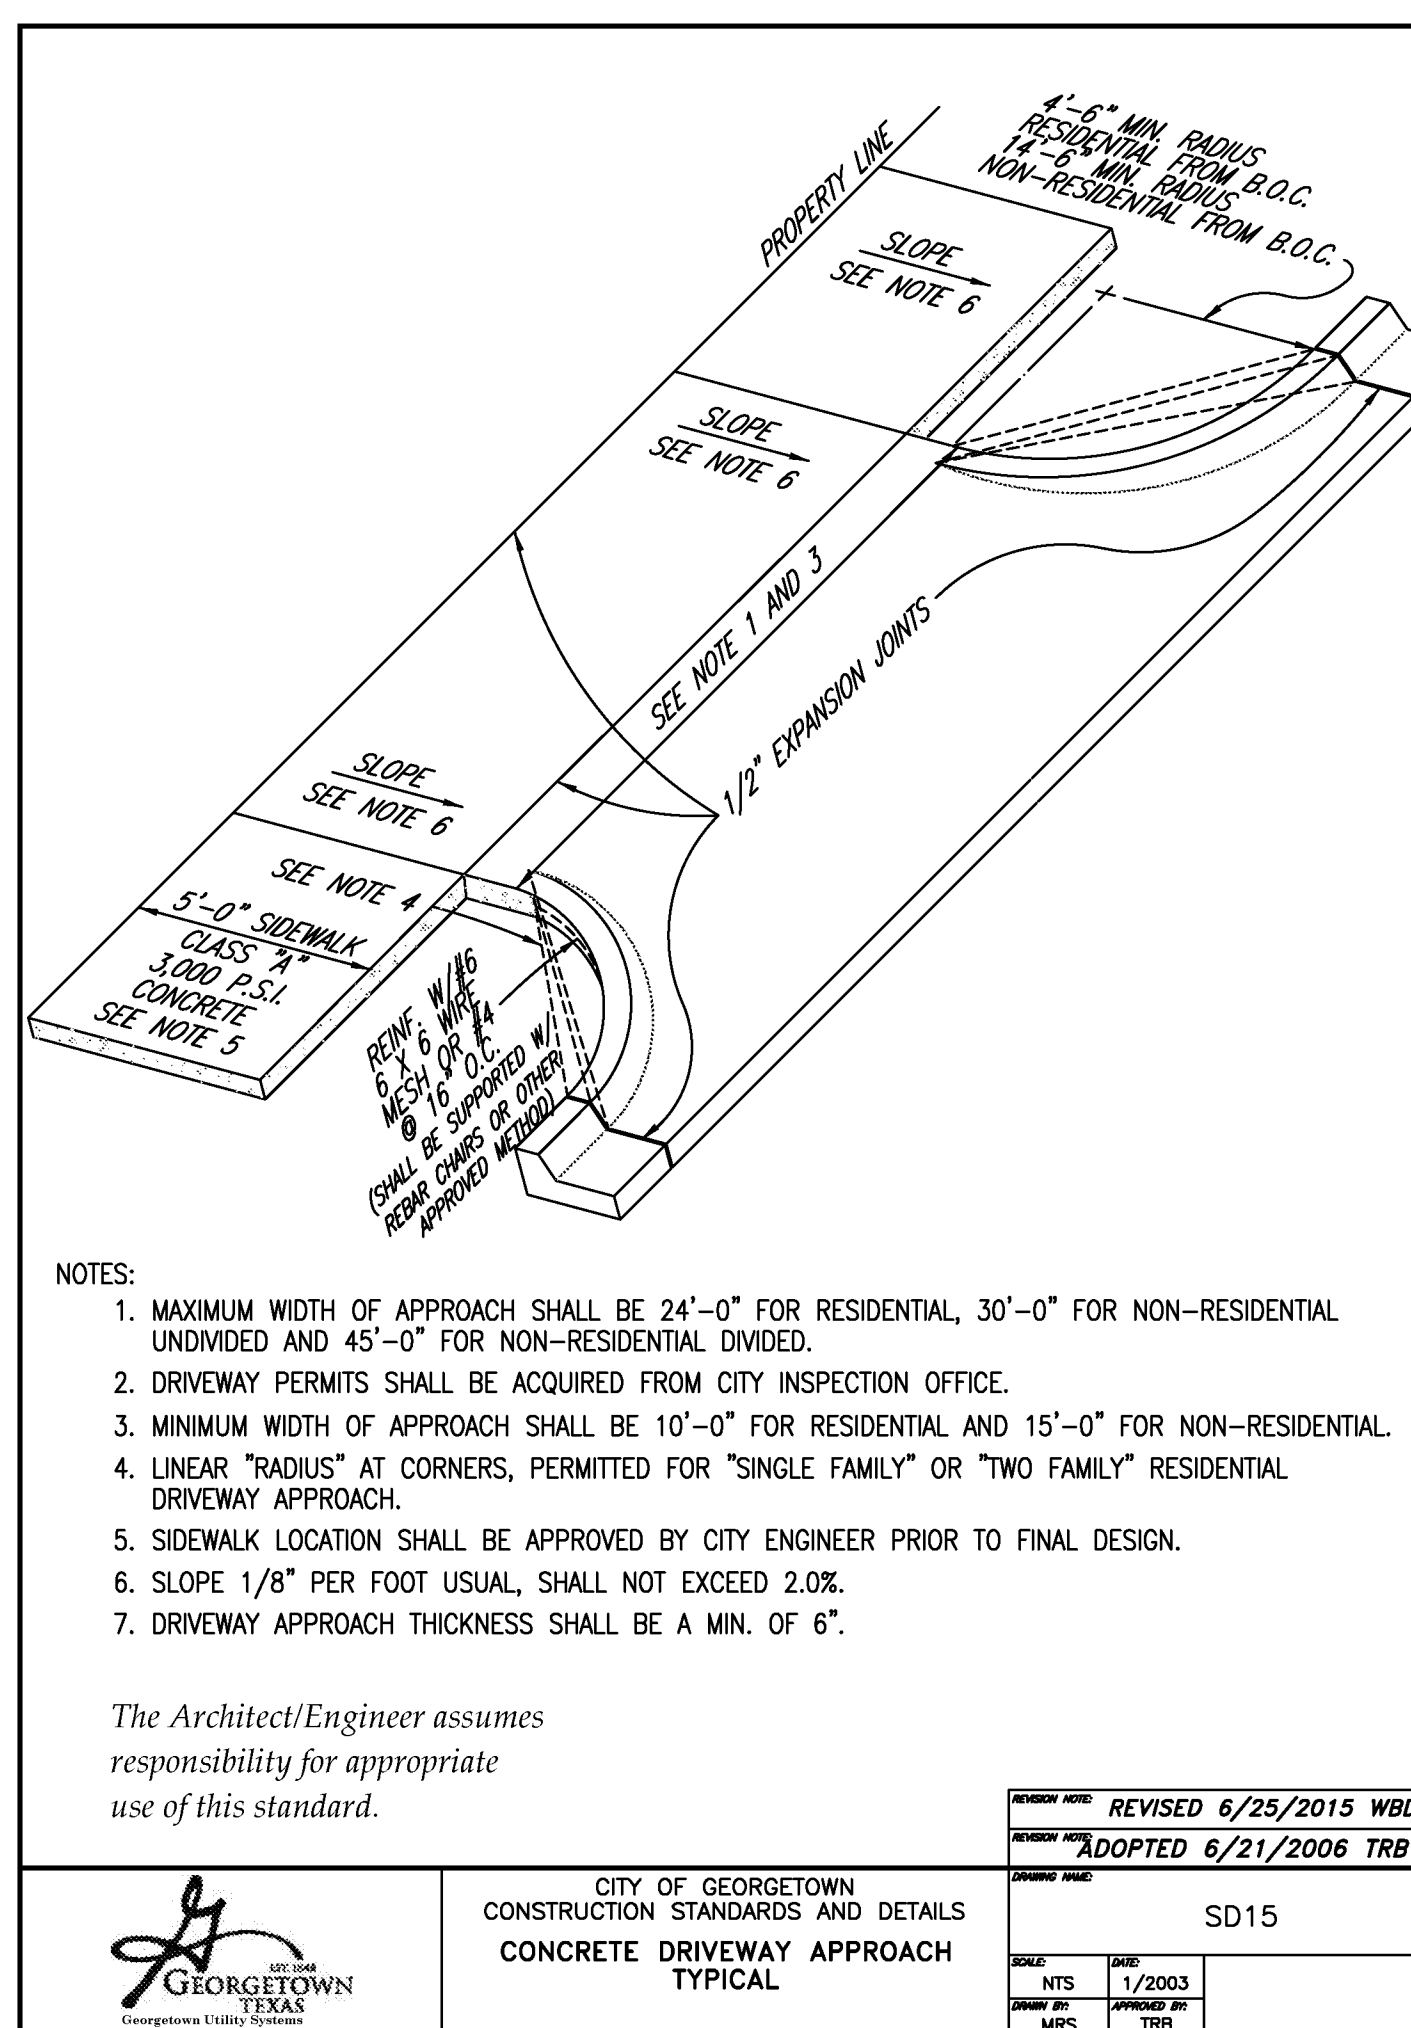 4'-6" MIN. RADIUS
RESIDENTIAL FROM B.O.C.
14'-6" MIN. RADIUS
NON-RESIDENTIAL FROM B.O.C.
PROPERTY LINE
SLOPE
SEE NOTE 6
SLOPE
SEE NOTE 6
SEE NOTE 1 AND 3
1/2" EXPANSION JOINTS
SLOPE
SEE NOTE 6
SEE NOTE 4
5'-0" SIDEWALK
CLASS "A"
3,000 P.S.I.
CONCRETE
SEE NOTE 5
REINF. W/#6
6 X 6 WIRE
MESH OR #4
@ 16" O.C.
(SHALL BE SUPPORTED W/
REBAR CHAIRS OR OTHER
APPROVED METHOD)
NOTES:
1. MAXIMUM WIDTH OF APPROACH SHALL BE 24'-0" FOR RESIDENTIAL, 30'-0" FOR NON-RESIDENTIAL
UNDIVIDED AND 45'-0" FOR NON-RESIDENTIAL DIVIDED.
2. DRIVEWAY PERMITS SHALL BE ACQUIRED FROM CITY INSPECTION OFFICE.
3. MINIMUM WIDTH OF APPROACH SHALL BE 10'-0" FOR RESIDENTIAL AND 15'-0" FOR NON-RESIDENTIAL.
4. LINEAR "RADIUS" AT CORNERS, PERMITTED FOR "SINGLE FAMILY" OR "TWO FAMILY" RESIDENTIAL
DRIVEWAY APPROACH.
5. SIDEWALK LOCATION SHALL BE APPROVED BY CITY ENGINEER PRIOR TO FINAL DESIGN.
6. SLOPE 1/8" PER FOOT USUAL, SHALL NOT EXCEED 2.0%.
7. DRIVEWAY APPROACH THICKNESS SHALL BE A MIN. OF 6".
The Architect/Engineer assumes
responsibility for appropriate
use of this standard.
REVISION NOTE: REVISED 6/25/2015 WBD
REVISION NOTE: ADOPTED 6/21/2006 TRB
EST. 1848
GEORGETOWN
TEXAS
Georgetown Utility Systems
CITY OF GEORGETOWN
CONSTRUCTION STANDARDS AND DETAILS
CONCRETE DRIVEWAY APPROACH
TYPICAL
DRAWING NAME:
SD15
SCALE: DATE:
NTS 1/2003
DRAWN BY: APPROVED BY:
MRS TRB